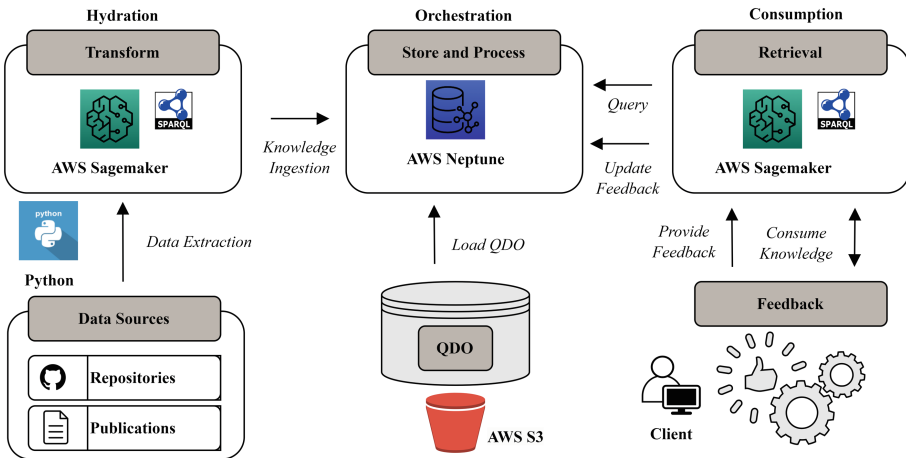 Hydration
Orchestration
Consumption
Transform
Store and Process
Retrieval
SPARQL
AWS Sagemaker
Knowledge
Ingestion
AWS Neptune
Query
Update
Feedback
SPARQL
AWS Sagemaker
python
Python
Data Extraction
Load QDO
Provide
Feedback
Consume
Knowledge
Data Sources
Repositories
Publications
QDO
AWS S3
Feedback
Client